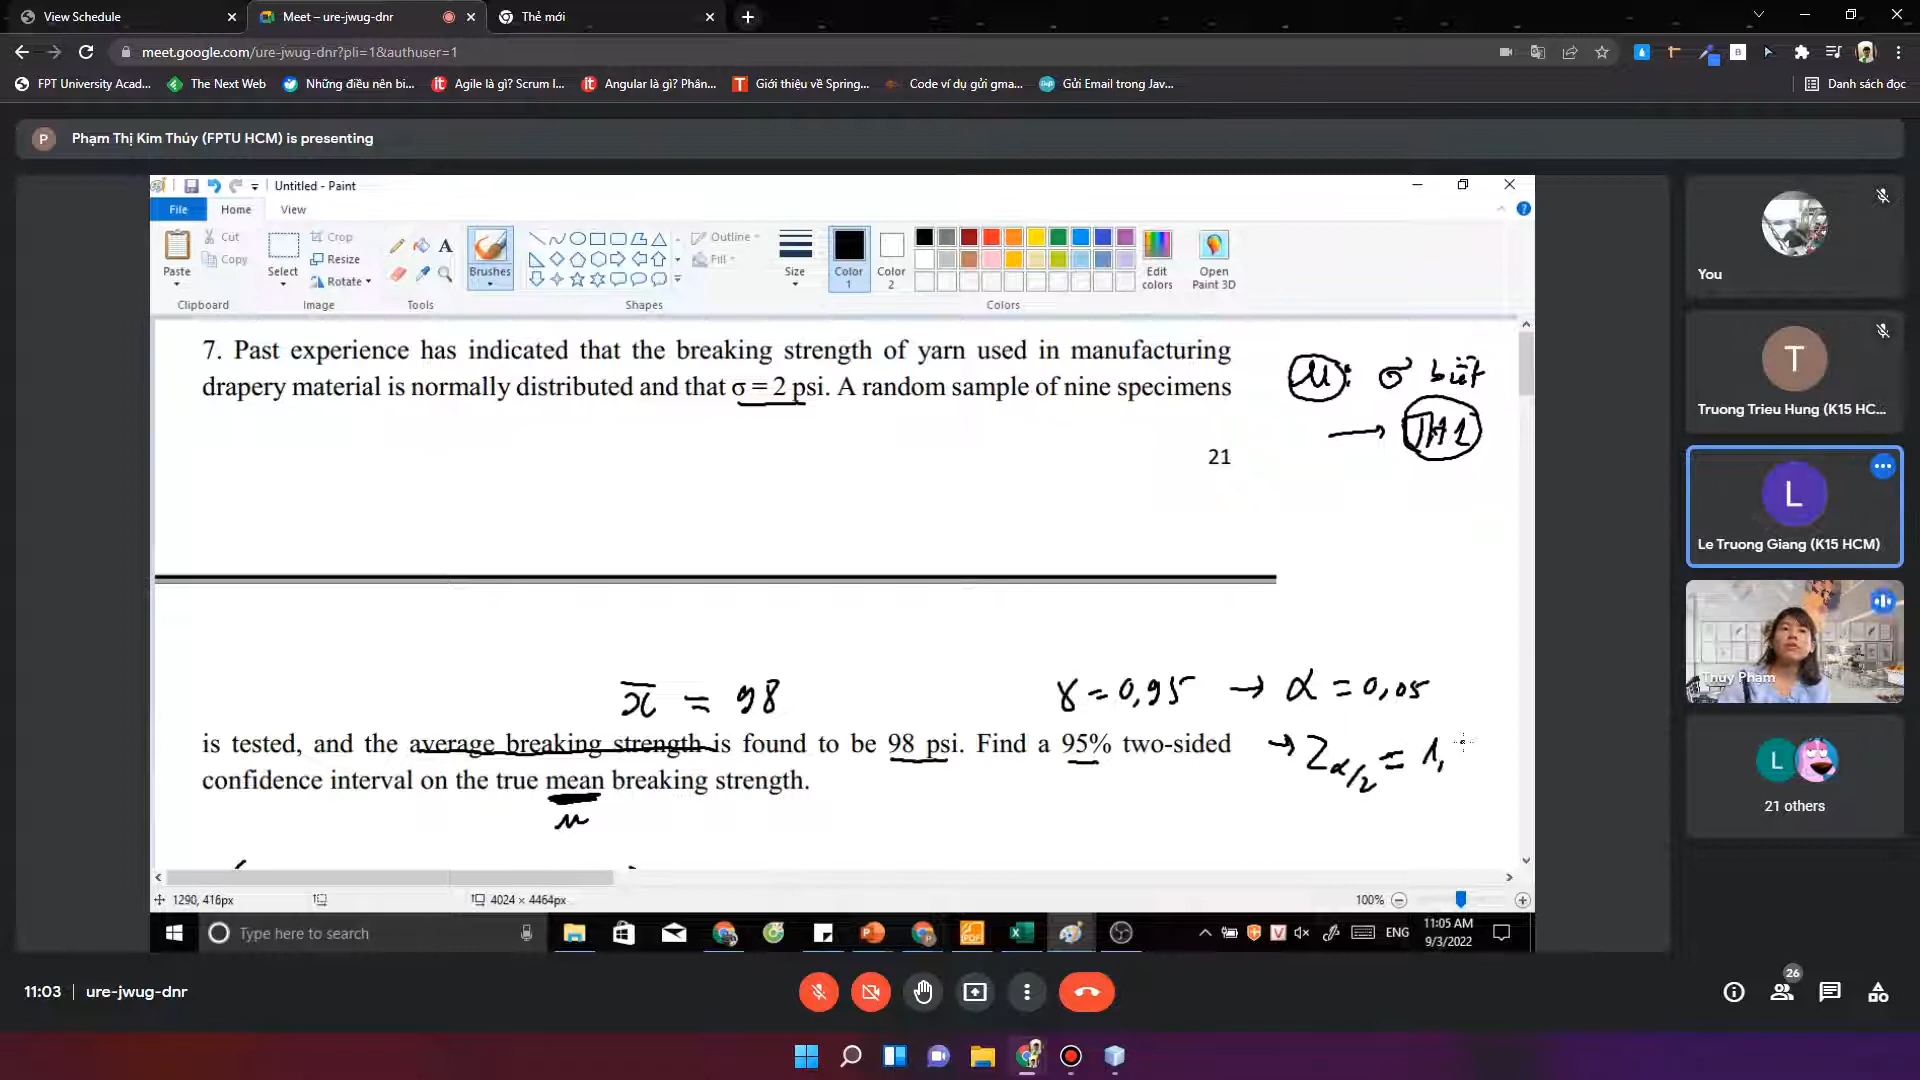 View Schedule
Meet – ure-jwug-dnr
Thẻ mới
meet.google.com/ure-jwug-dnr?pli=1&authuser=1
FPT University Acad...
The Next Web
Những điều nên bi...
Agile là gì? Scrum I...
Angular là gì? Phân...
Giới thiệu về Spring...
Code ví dụ gửi gma...
Gửi Email trong Jav...
Danh sách đọc
P
Phạm Thị Kim Thủy (FPTU HCM) is presenting
Untitled - Paint
File
Home
View
Paste
Cut
Copy
Clipboard
Select
Crop
Resize
Rotate
Image
Tools
Brushes
Outline
Fill
Shapes
Size
Color 1
Color 2
Edit colors
Open Paint 3D
Colors
7. Past experience has indicated that the breaking strength of yarn used in manufacturing
drapery material is normally distributed and that σ = 2 psi. A random sample of nine specimens
μ: σ biết
→ TH1
21
x̄ = 98
γ = 0,95 → α = 0,05
is tested, and the average breaking strength is found to be 98 psi. Find a 95% two-sided
→ Zα/2 = 1,
confidence interval on the true mean breaking strength.
μ
1290, 416px
4024 × 4464px
100%
Type here to search
ENG
11:05 AM
9/3/2022
You
T
Truong Trieu Hung (K15 HC...
L
Le Truong Giang (K15 HCM)
Thuy Pham
L
21 others
11:03 | ure-jwug-dnr
26